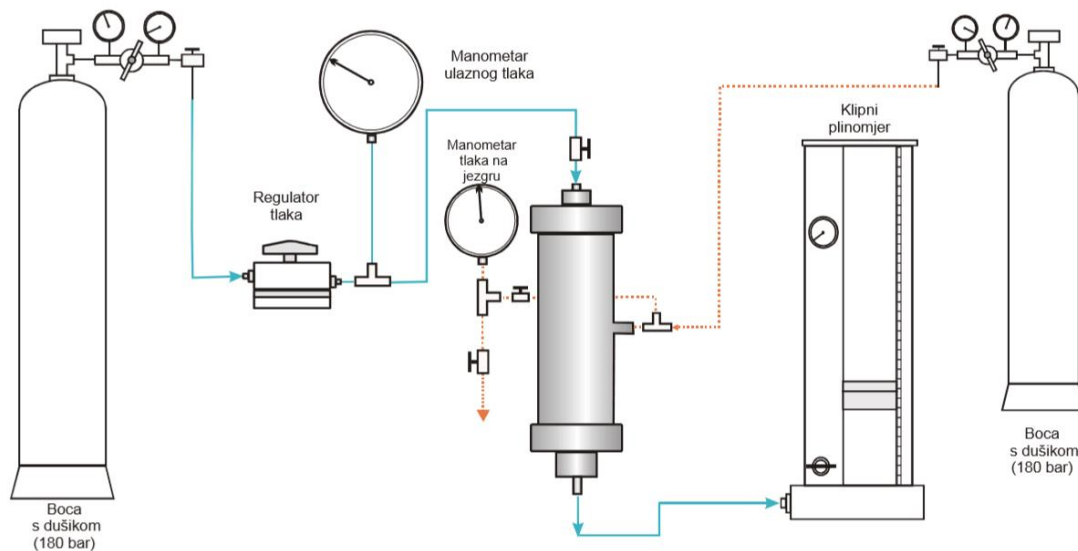 Manometar
ulaznog tlaka
Klipni
plinomjer
Manometar
tlaka na
jezgru
Regulator
tlaka
Boca
s dušikom
(180 bar)
Boca
s dušikom
(180 bar)